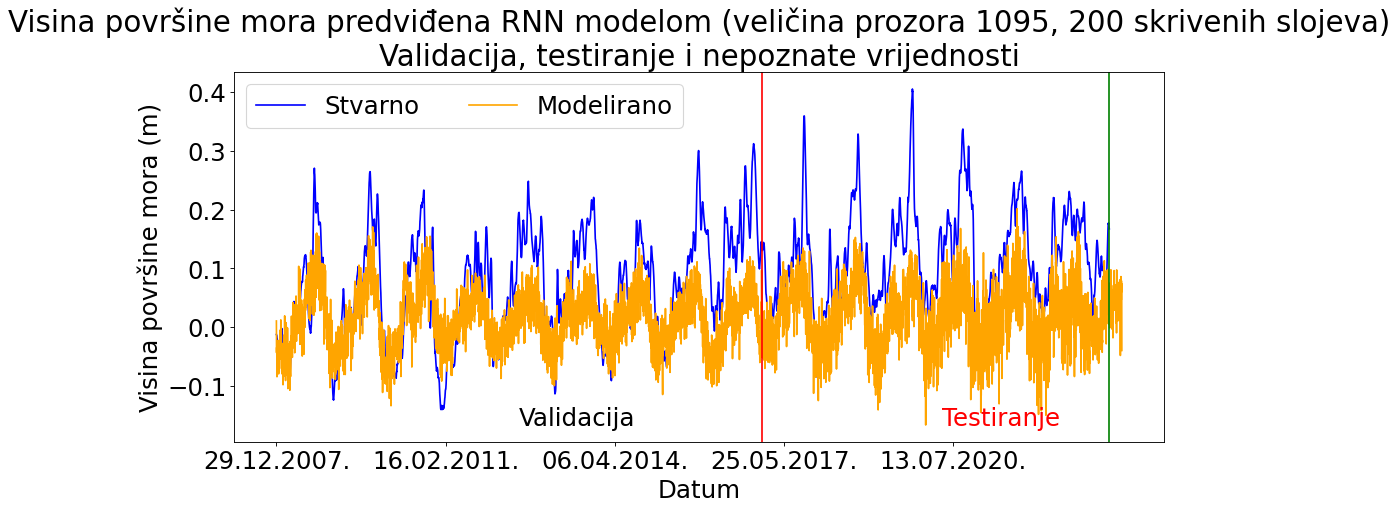 Visina površine mora predviđena RNN modelom (veličina prozora 1095, 200 skrivenih slojeva)
Validacija, testiranje i nepoznate vrijednosti
Stvarno Modelirano
Visina površine mora (m)
0.4
0.3
0.2
0.1
0.0
−0.1
Validacija Testiranje
29.12.2007. 16.02.2011. 06.04.2014. 25.05.2017. 13.07.2020.
Datum